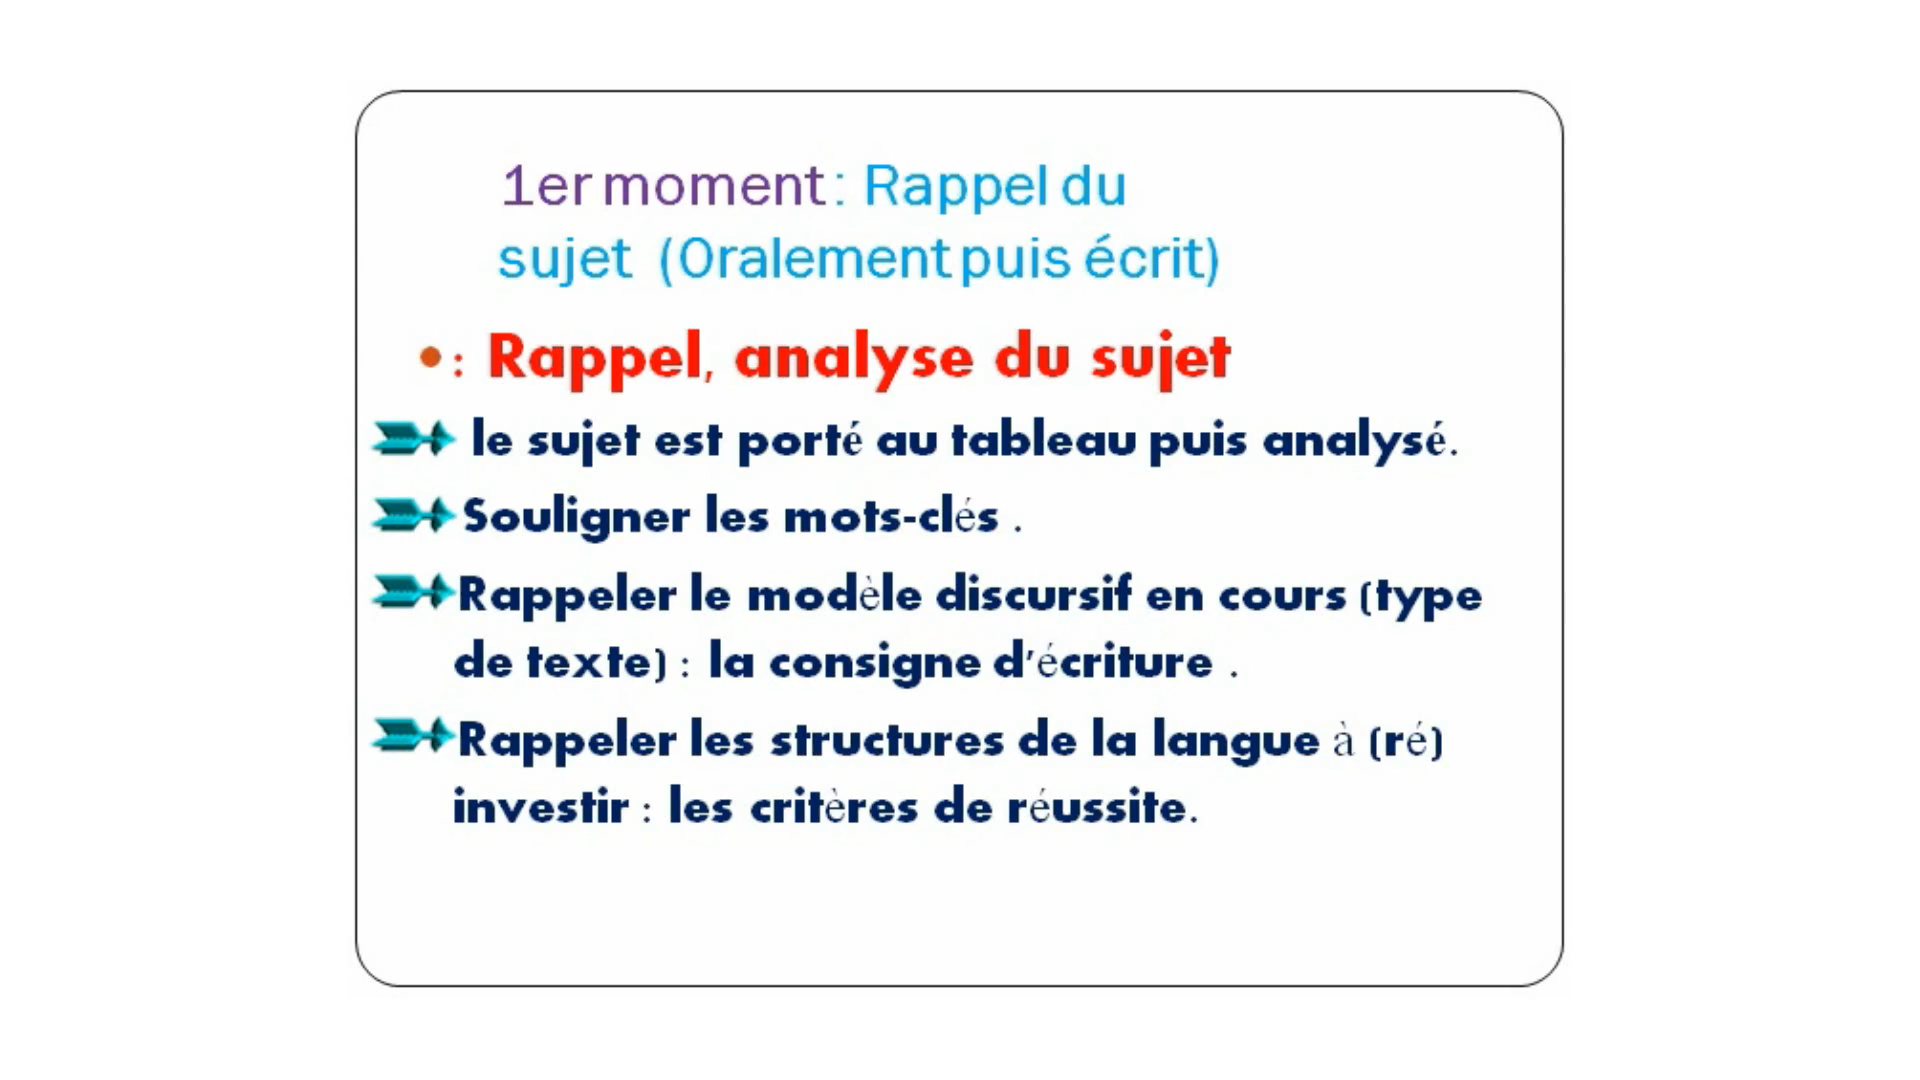 1er moment : Rappel du
sujet (Oralement puis écrit)
• : Rappel, analyse du sujet
le sujet est porté au tableau puis analysé.
Souligner les mots-clés .
Rappeler le modèle discursif en cours (type
de texte) : la consigne d'écriture .
Rappeler les structures de la langue à (ré)
investir : les critères de réussite.